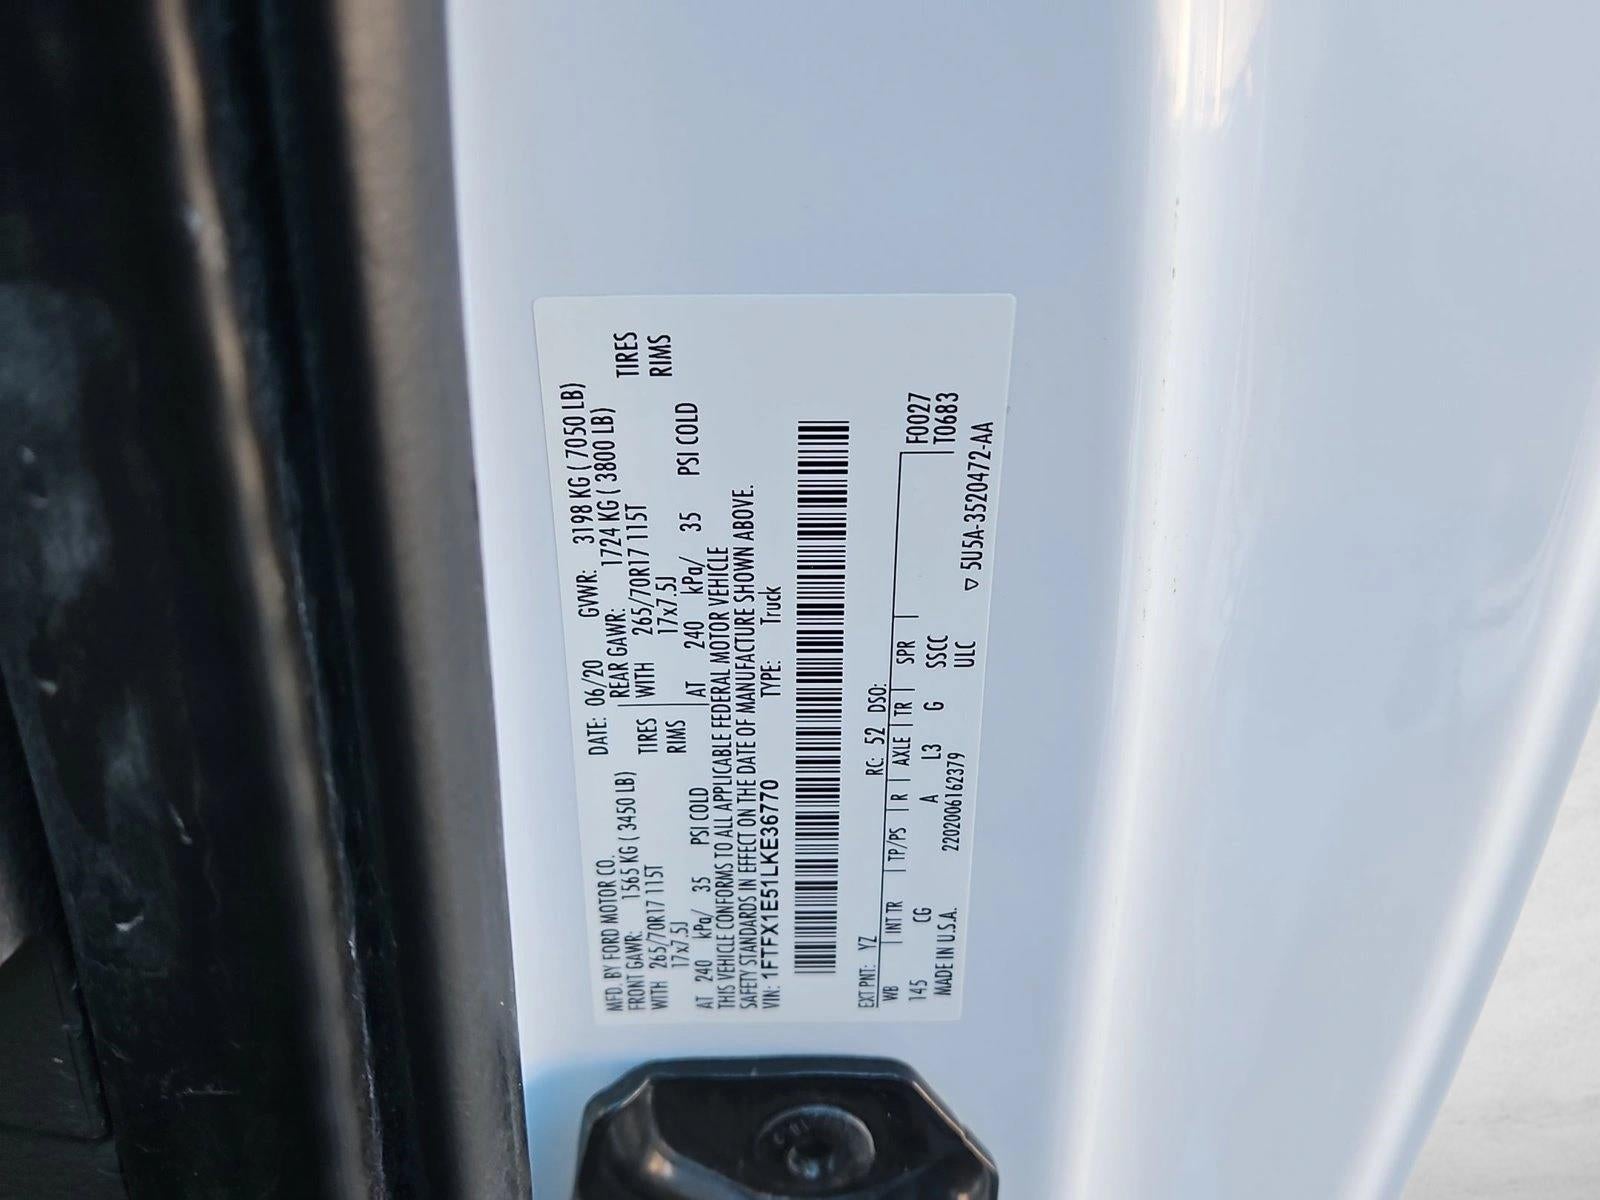 MFD. BY FORD MOTOR CO.
DATE: 06/20 GVWR: 3198 KG ( 7050 LB)
FRONT GAWR: 1565 KG ( 3450 LB) REAR GAWR: 1724 KG ( 3800 LB)
WITH 265/70R17 115T TIRES WITH 265/70R17 115T TIRES
17x7.5J RIMS 17x7.5J RIMS
AT 240 kPa/ 35 PSI COLD AT 240 kPa/ 35 PSI COLD
THIS VEHICLE CONFORMS TO ALL APPLICABLE FEDERAL MOTOR VEHICLE
SAFETY STANDARDS IN EFFECT ON THE DATE OF MANUFACTURE SHOWN ABOVE.
VIN: 1FTFX1E51LKE36770 TYPE: Truck
EXT PNT: YZ RC: 52 DSO:
WB INT TR TP/PS R AXLE TR SPR F0027
145 CG A L3 G SSCC T0683
MADE IN U.S.A. 220200616​2379 ULC
▽ 5U5A-3520472-AA